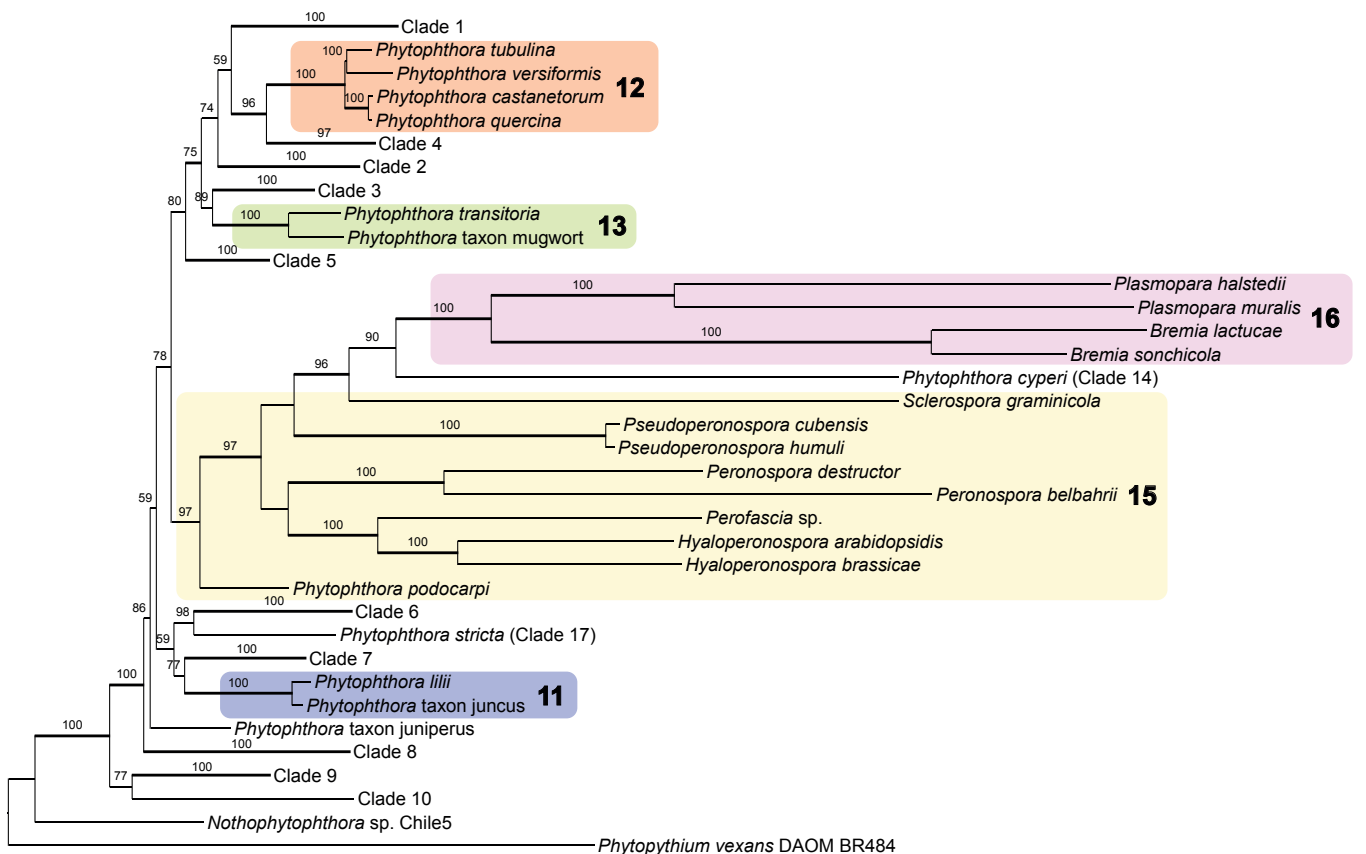 100
Clade 1
100
Phytophthora tubulina
59
100
Phytophthora versiformis
12
100
Phytophthora castanetorum
74
96
Phytophthora quercina
97
Clade 4
75
100
Clade 2
100
Clade 3
89
80
100
Phytophthora transitoria
13
Phytophthora taxon mugwort
100
Clade 5
100
Plasmopara halstedii
100
Plasmopara muralis
16
90
100
Bremia lactucae
78
Bremia sonchicola
96
Phytophthora cyperi (Clade 14)
Sclerospora graminicola
100
Pseudoperonospora cubensis
97
Pseudoperonospora humuli
100
Peronospora destructor
59
Peronospora belbahrii
15
97
100
Perofascia sp.
100
Hyaloperonospora arabidopsidis
Hyaloperonospora brassicae
Phytophthora podocarpi
86
98
100
Clade 6
59
Phytophthora stricta (Clade 17)
77
100
Clade 7
100
100
Phytophthora lilii
11
Phytophthora taxon juncus
100
Phytophthora taxon juniperus
100
Clade 8
77
100
Clade 9
Clade 10
Nothophytophthora sp. Chile5
Phytopythium vexans DAOM BR484